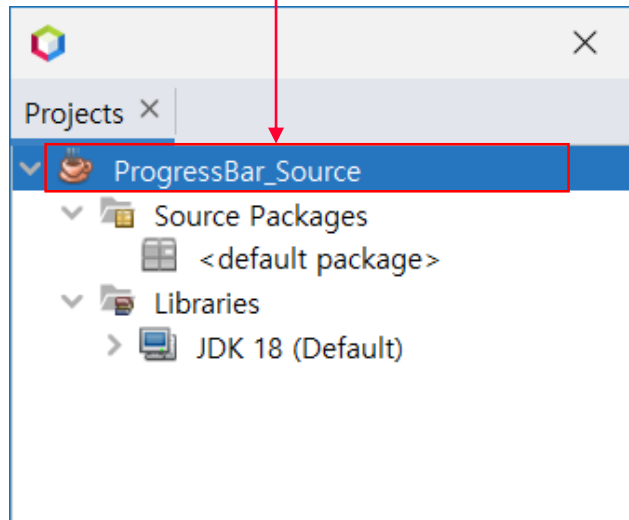 Projects
ProgressBar_Source
Source Packages
<default package>
Libraries
JDK 18 (Default)